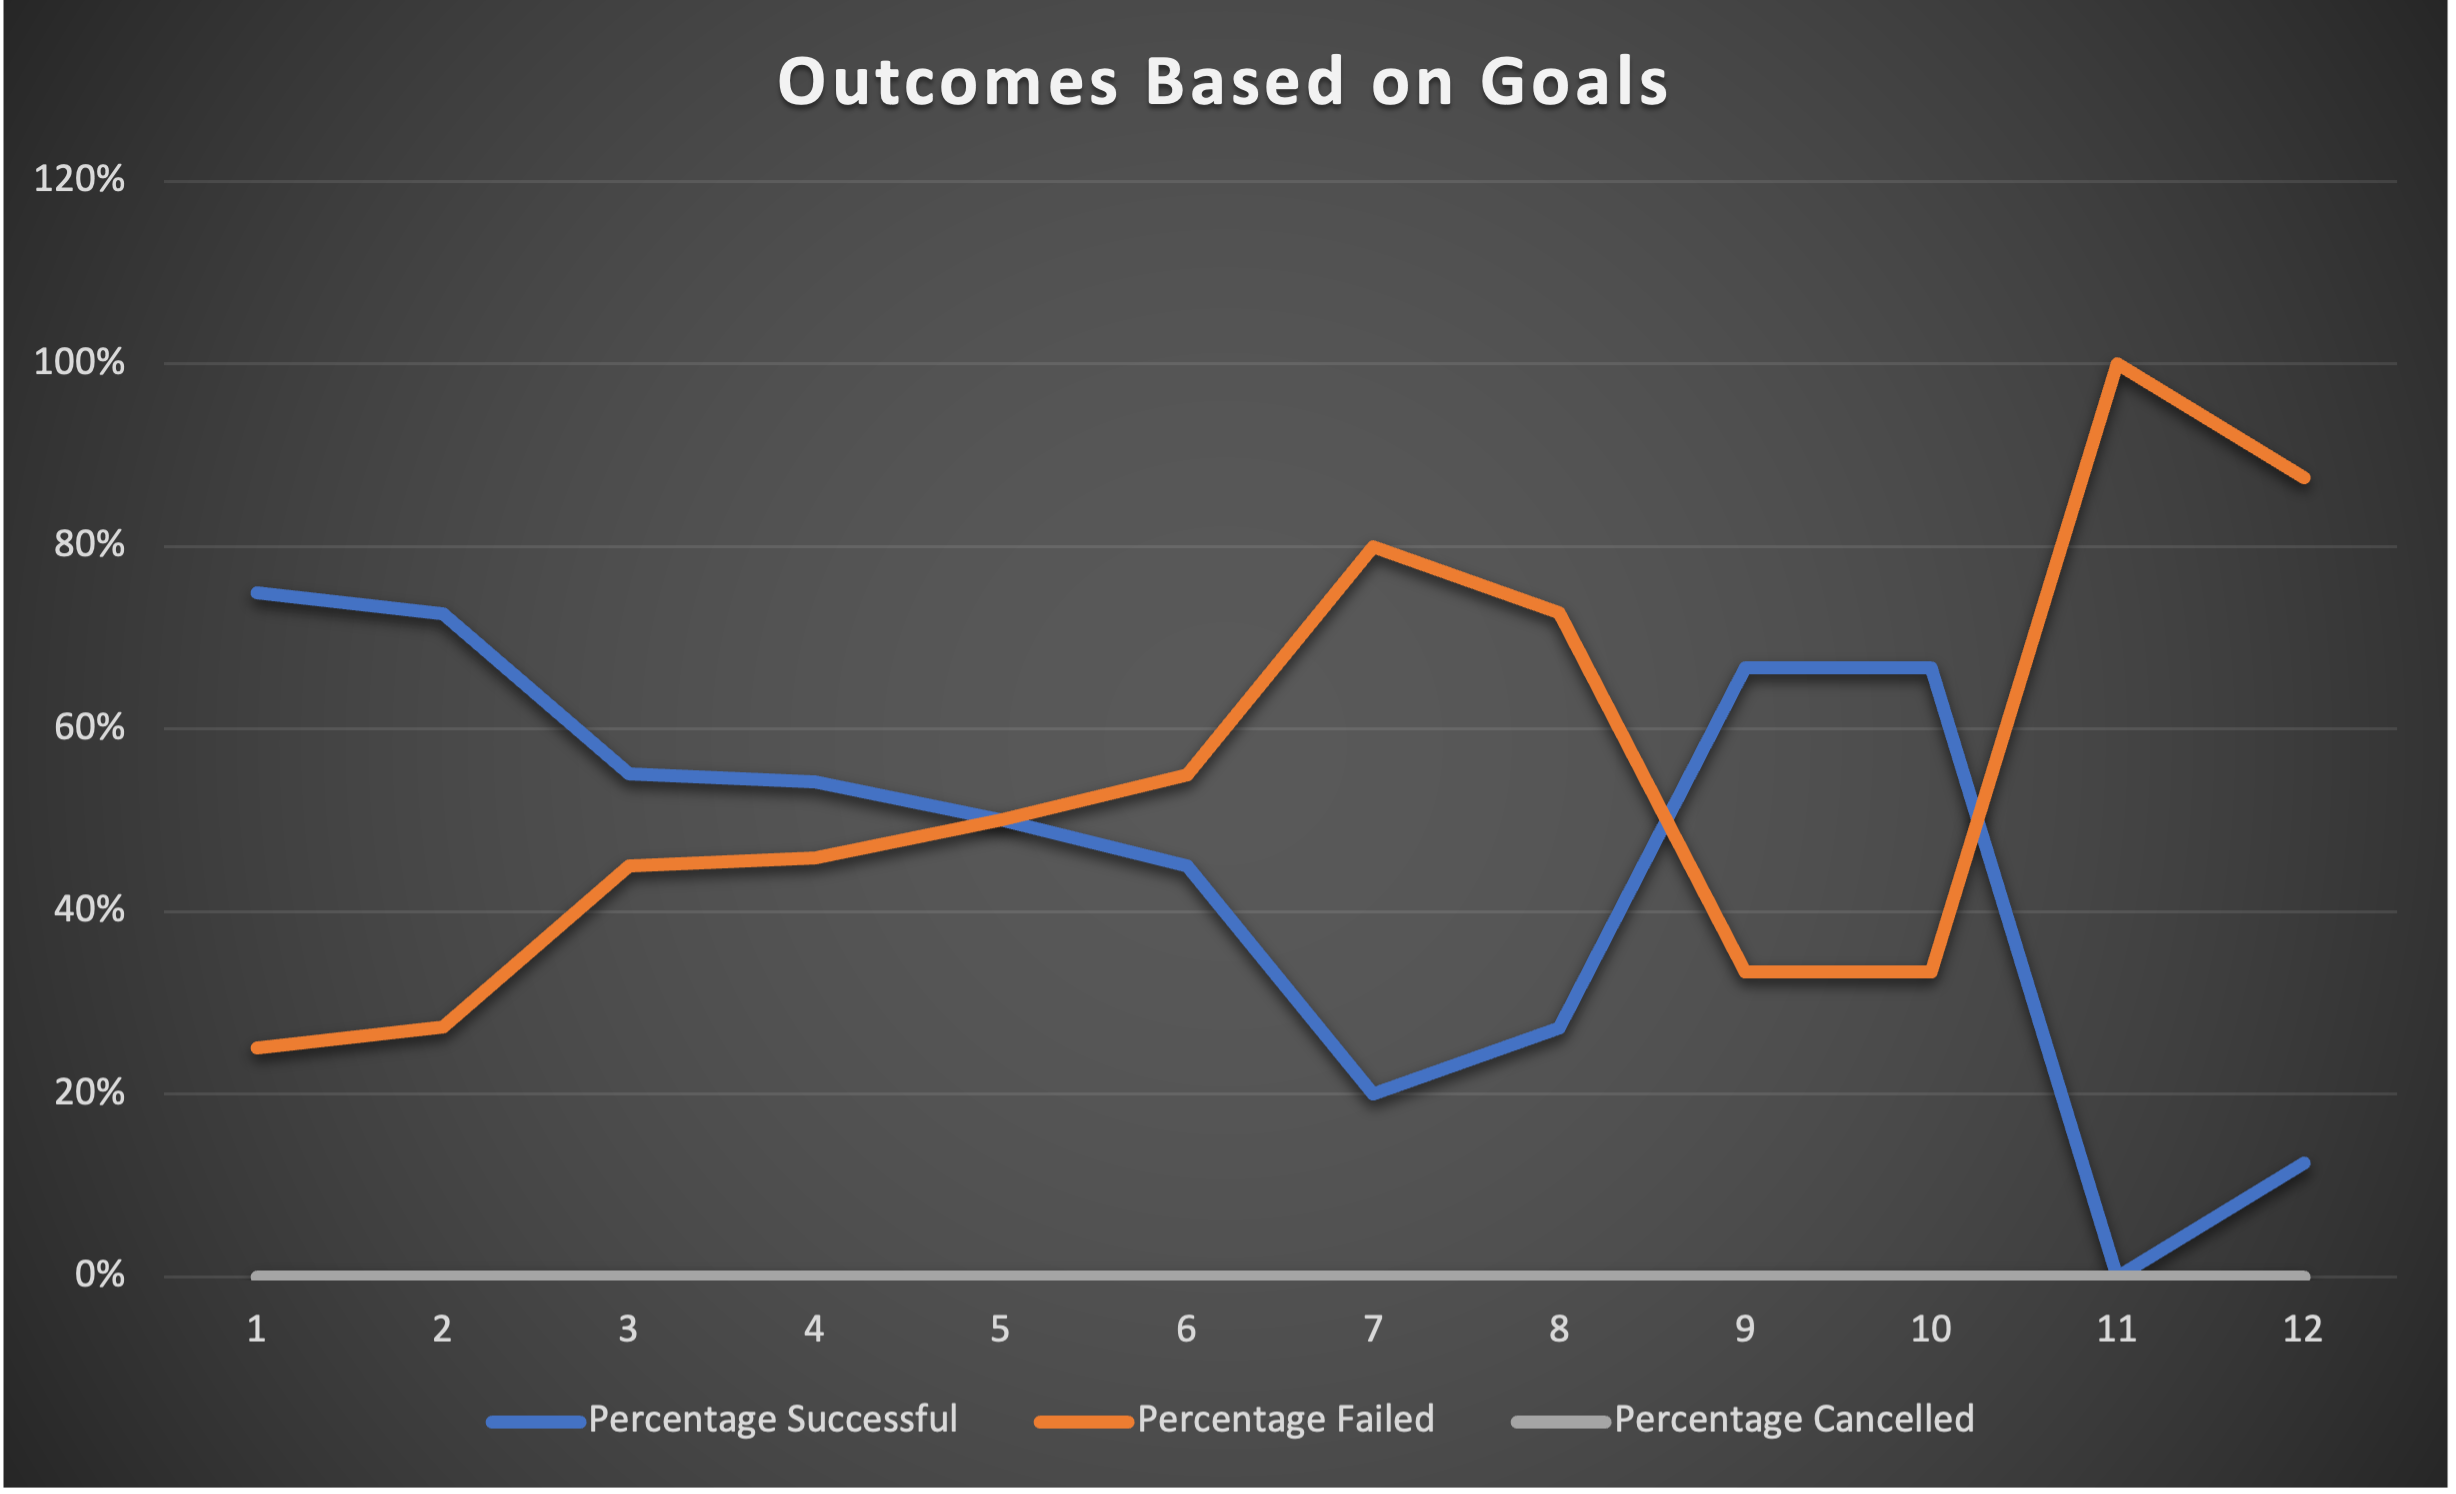 Outcomes Based on Goals
120%
100%
80%
60%
40%
20%
0%
1 2 3 4 5 6 7 8 9 10 11 12
Percentage Successful Percentage Failed Percentage Cancelled